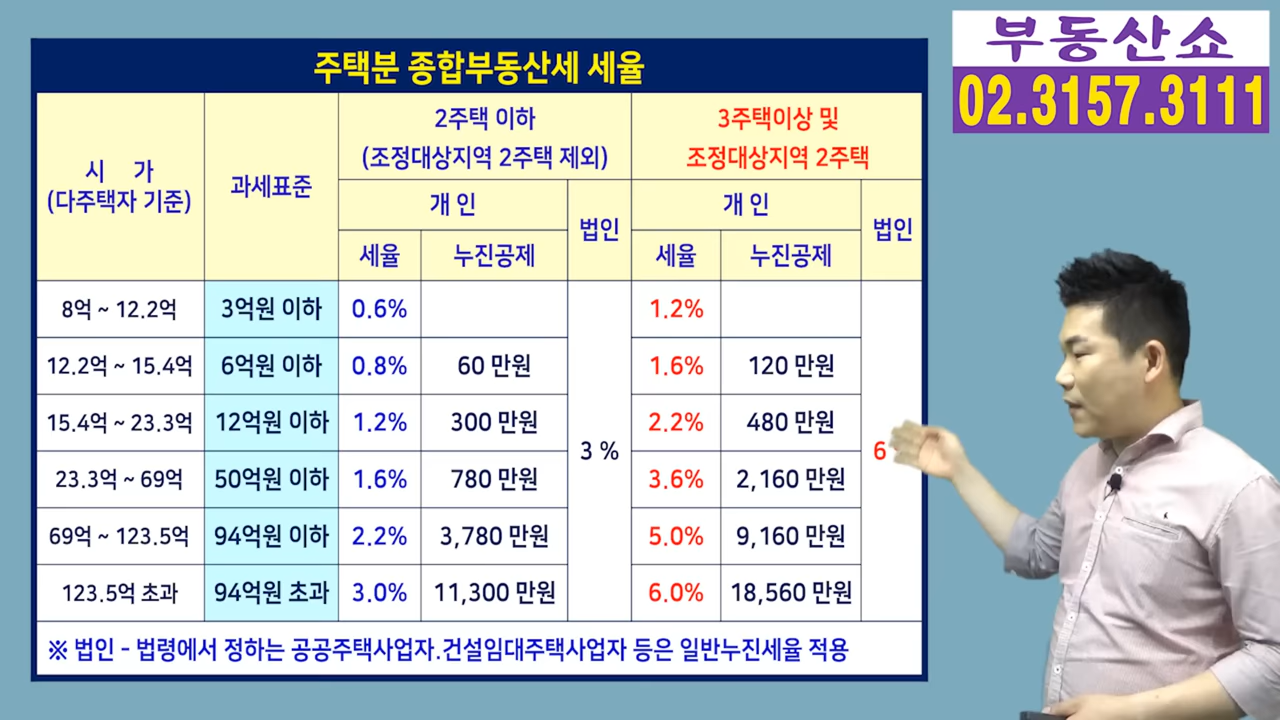 부동산쇼
02.3157.3111
주택분 종합부동산세 세율
시 가
(다주택자 기준)
과세표준
2주택 이하
(조정대상지역 2주택 제외)
3주택이상 및
조정대상지역 2주택
개 인
법인
개 인
법인
세율
누진공제
세율
누진공제
8억 ~ 12.2억 3억원 이하 0.6% 1.2%
12.2억 ~ 15.4억 6억원 이하 0.8% 60 만원 1.6% 120 만원
15.4억 ~ 23.3억 12억원 이하 1.2% 300 만원 2.2% 480 만원
3 % 6
23.3억 ~ 69억 50억원 이하 1.6% 780 만원 3.6% 2,160 만원
69억 ~ 123.5억 94억원 이하 2.2% 3,780 만원 5.0% 9,160 만원
123.5억 초과 94억원 초과 3.0% 11,300 만원 6.0% 18,560 만원
※ 법인 - 법령에서 정하는 공공주택사업자.건설임대주택사업자 등은 일반누진세율 적용